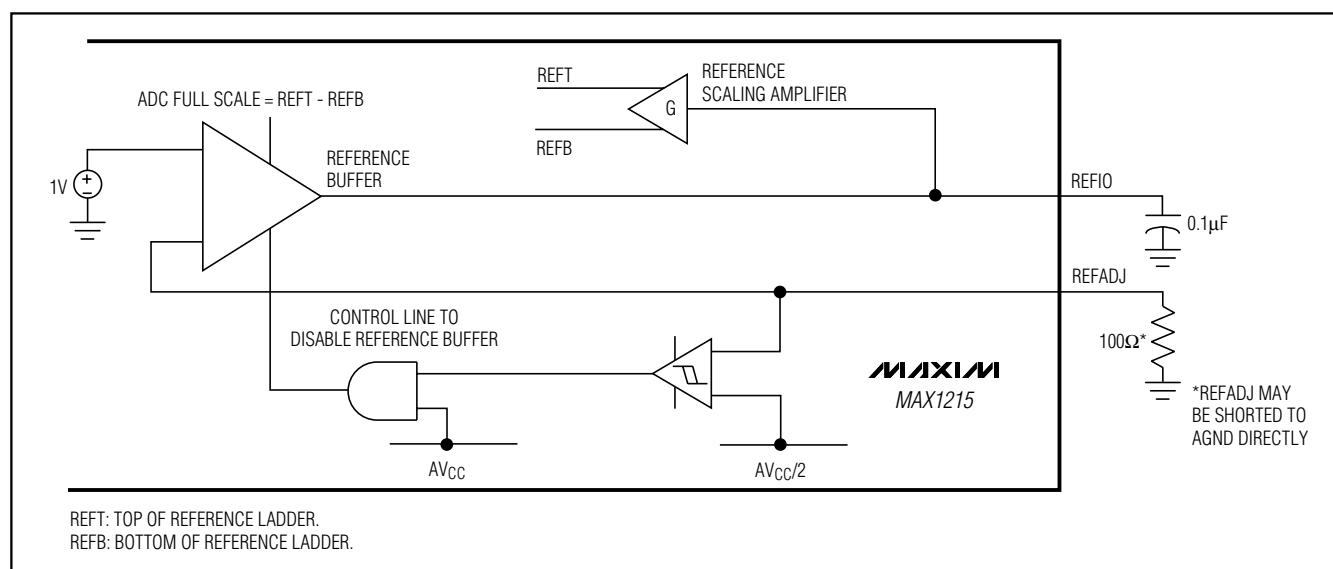 ADC FULL SCALE = REFT - REFB
REFT
G
REFERENCE
SCALING AMPLIFIER
REFB
1V
REFERENCE
BUFFER
REFIO
0.1µF
REFADJ
CONTROL LINE TO
DISABLE REFERENCE BUFFER
100Ω*
MAXIM
MAX1215
*REFADJ MAY
BE SHORTED TO
AGND DIRECTLY
AVCC
AVCC/2
REFT: TOP OF REFERENCE LADDER.
REFB: BOTTOM OF REFERENCE LADDER.